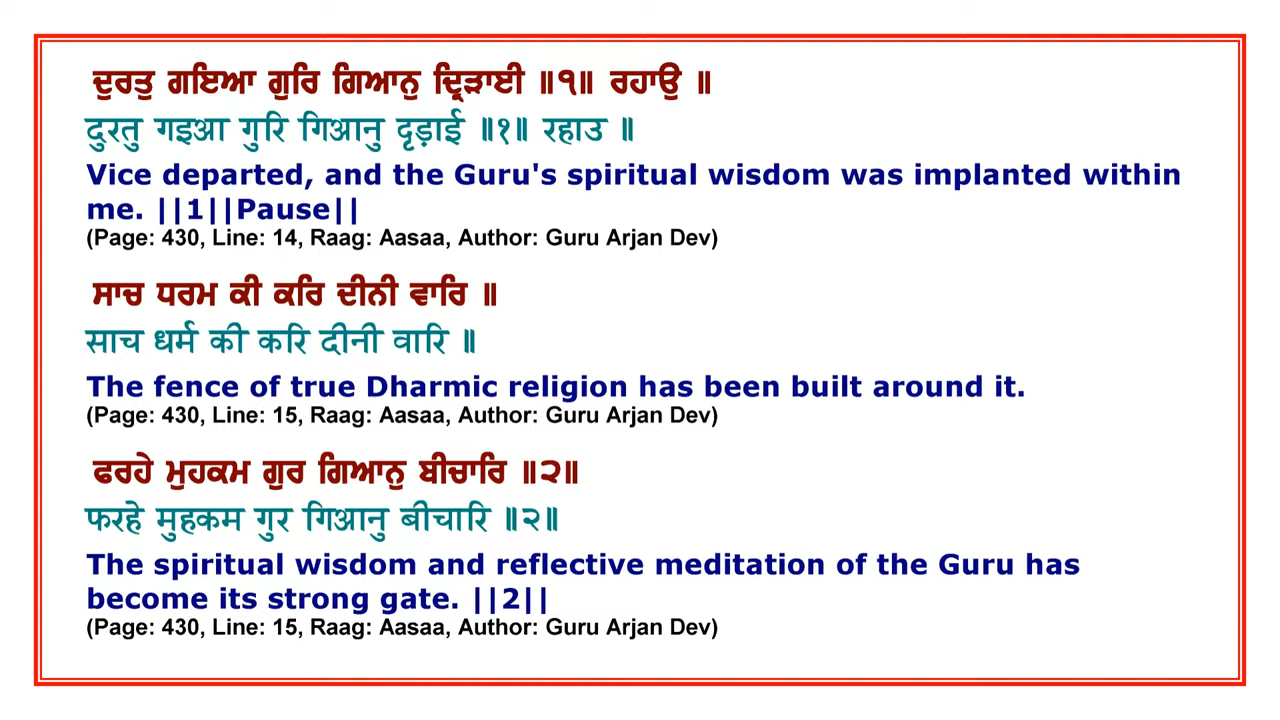 ਦੁਰਤੁ ਗਇਆ ਗੁਰਿ ਗਿਆਨੁ ਦ੍ਰਿੜਾਈ ॥੧॥ ਰਹਾਉ ॥
दुरतु गइआ गुरि गिआनु दृड़ाई ॥१॥ रहाउ ॥
Vice departed, and the Guru's spiritual wisdom was implanted within
me. ||1||Pause||
(Page: 430, Line: 14, Raag: Aasaa, Author: Guru Arjan Dev)
ਸਾਚ ਧਰਮ ਕੀ ਕਰਿ ਦੀਨੀ ਵਾਰਿ ॥
साच धर्म की करि दीनी वारि ॥
The fence of true Dharmic religion has been built around it.
(Page: 430, Line: 15, Raag: Aasaa, Author: Guru Arjan Dev)
ਫਰਹੇ ਮੁਹਕਮ ਗੁਰ ਗਿਆਨੁ ਬੀਚਾਰਿ ॥੨॥
फरहे मुहकम गुर गिआनु बीचारि ॥२॥
The spiritual wisdom and reflective meditation of the Guru has
become its strong gate. ||2||
(Page: 430, Line: 15, Raag: Aasaa, Author: Guru Arjan Dev)